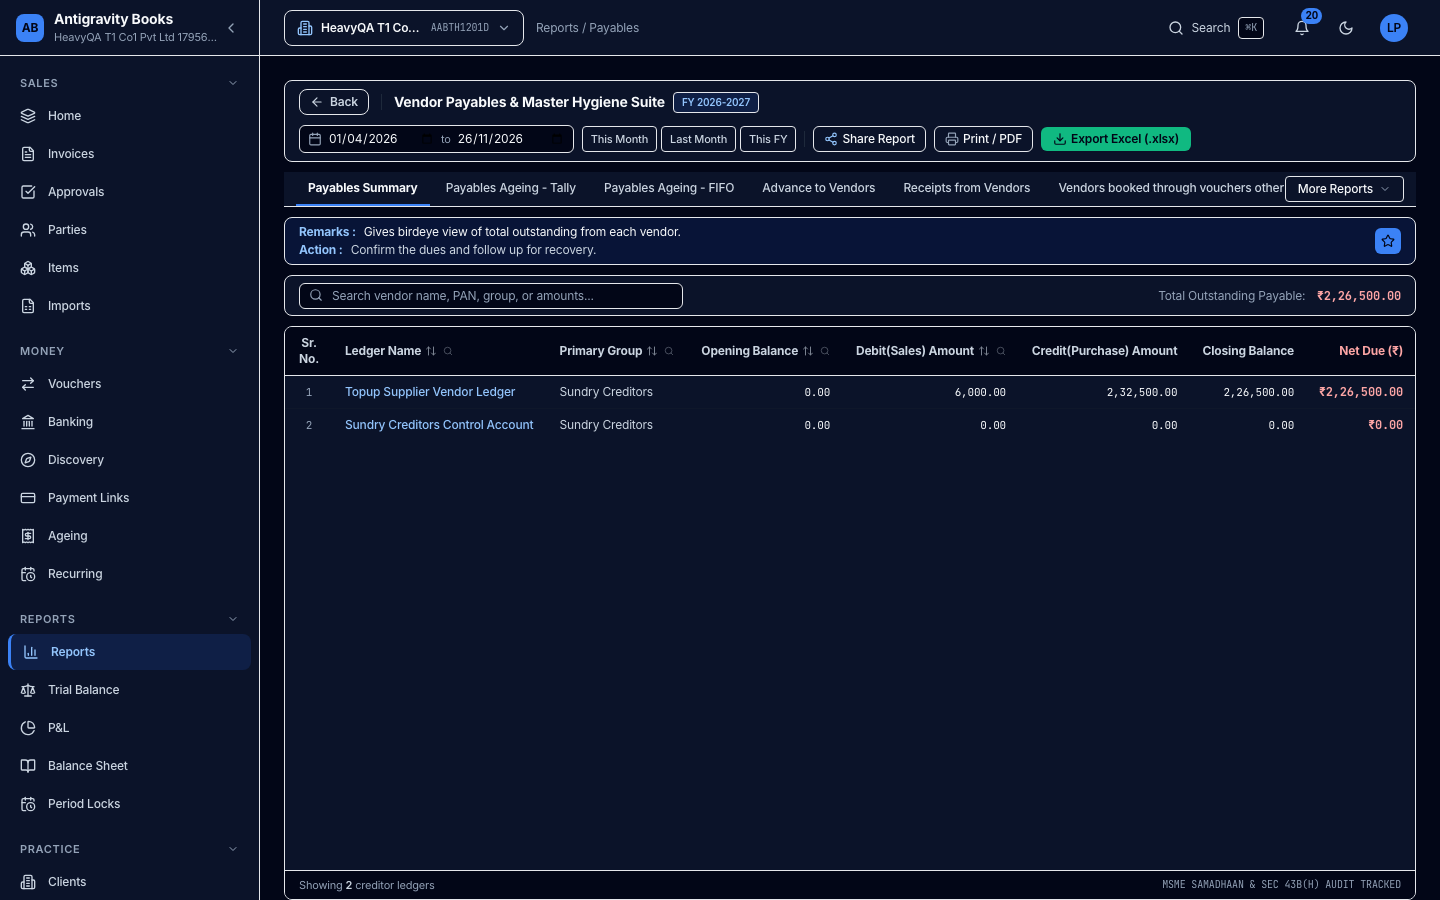 AB
Antigravity Books
HeavyQA T1 Co1 Pvt Ltd 17956...
HeavyQA T1 Co... AABTH1201D
Reports / Payables
Search ⌘K
20
LP
SALES
Home
Invoices
Approvals
Parties
Items
Imports
MONEY
Vouchers
Banking
Discovery
Payment Links
Ageing
Recurring
REPORTS
Reports
Trial Balance
P&L
Balance Sheet
Period Locks
PRACTICE
Clients
Back
Vendor Payables & Master Hygiene Suite FY 2026-2027
01/04/2026 to 26/11/2026 This Month Last Month This FY Share Report Print / PDF Export Excel (.xlsx)
Payables Summary Payables Ageing - Tally Payables Ageing - FIFO Advance to Vendors Receipts from Vendors Vendors booked through vouchers other More Reports
Remarks : Gives birdeye view of total outstanding from each vendor.
Action : Confirm the dues and follow up for recovery.
Search vendor name, PAN, group, or amounts... Total Outstanding Payable: ₹2,26,500.00
Sr. No. Ledger Name Primary Group Opening Balance Debit(Sales) Amount Credit(Purchase) Amount Closing Balance Net Due (₹)
1 Topup Supplier Vendor Ledger Sundry Creditors 0.00 6,000.00 2,32,500.00 2,26,500.00 ₹2,26,500.00
2 Sundry Creditors Control Account Sundry Creditors 0.00 0.00 0.00 0.00 ₹0.00
Showing 2 creditor ledgers MSME SAMADHAAN & SEC 43B(H) AUDIT TRACKED